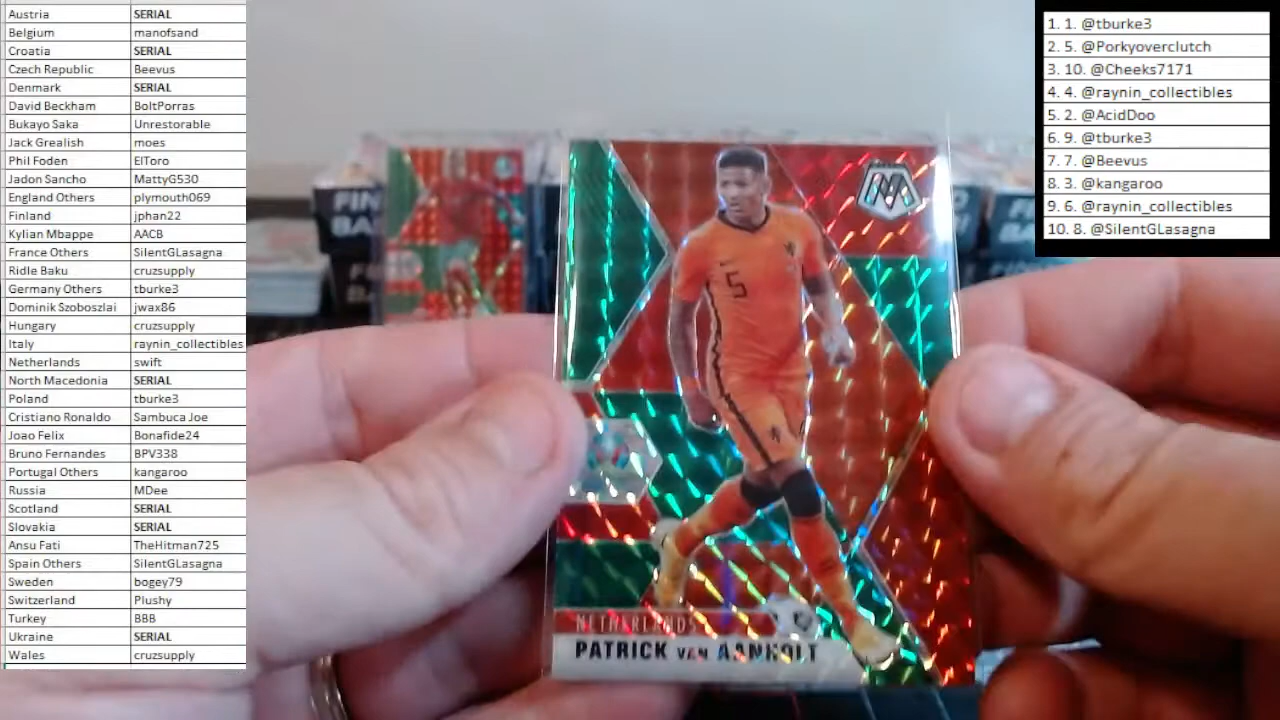 Austria SERIAL
Belgium manofsand
Croatia SERIAL
Czech Republic Beevus
Denmark SERIAL
David Beckham BoltPorras
Bukayo Saka Unrestorable
Jack Grealish moes
Phil Foden ElToro
Jadon Sancho MattyG530
England Others plymouth069
Finland jphan22
Kylian Mbappe AACB
France Others SilentGLasagna
Ridle Baku cruzsupply
Germany Others tburke3
Dominik Szoboszlai jwax86
Hungary cruzsupply
Italy raynin_collectibles
Netherlands swift
North Macedonia SERIAL
Poland tburke3
Cristiano Ronaldo Sambuca Joe
Joao Felix Bonafide24
Bruno Fernandes BPV338
Portugal Others kangaroo
Russia MDee
Scotland SERIAL
Slovakia SERIAL
Ansu Fati TheHitman725
Spain Others SilentGLasagna
Sweden bogey79
Switzerland Plushy
Turkey BBB
Ukraine SERIAL
Wales cruzsupply
1. 1. @tburke3
2. 5. @Porkyoverclutch
3. 10. @Cheeks7171
4. 4. @raynin_collectibles
5. 2. @AcidDoo
6. 9. @tburke3
7. 7. @Beevus
8. 3. @kangaroo
9. 6. @raynin_collectibles
10. 8. @SilentGLasagna
M
5
NETHERLANDS
PATRICK VAN AANHOLT